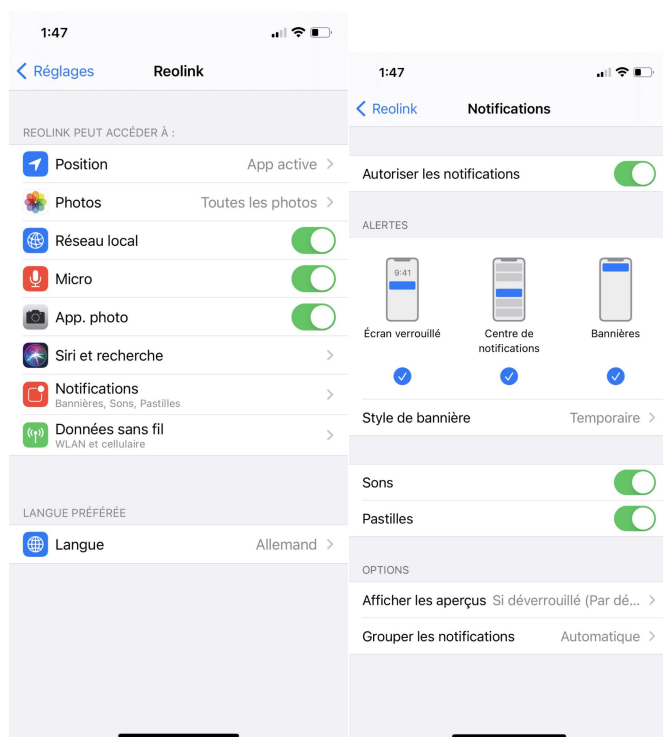 1:47
Réglages Reolink
REOLINK PEUT ACCÉDER À :
Position App active
Photos Toutes les photos
Réseau local
Micro
App. photo
Siri et recherche
Notifications
Bannières, Sons, Pastilles
Données sans fil
WLAN et cellulaire
LANGUE PRÉFÉRÉE
Langue Allemand
1:47
Reolink Notifications
Autoriser les notifications
ALERTES
9:41
Écran verrouillé
Centre de
notifications
Bannières
Style de bannière Temporaire
Sons
Pastilles
OPTIONS
Afficher les aperçus Si déverrouillé (Par dé...
Grouper les notifications Automatique